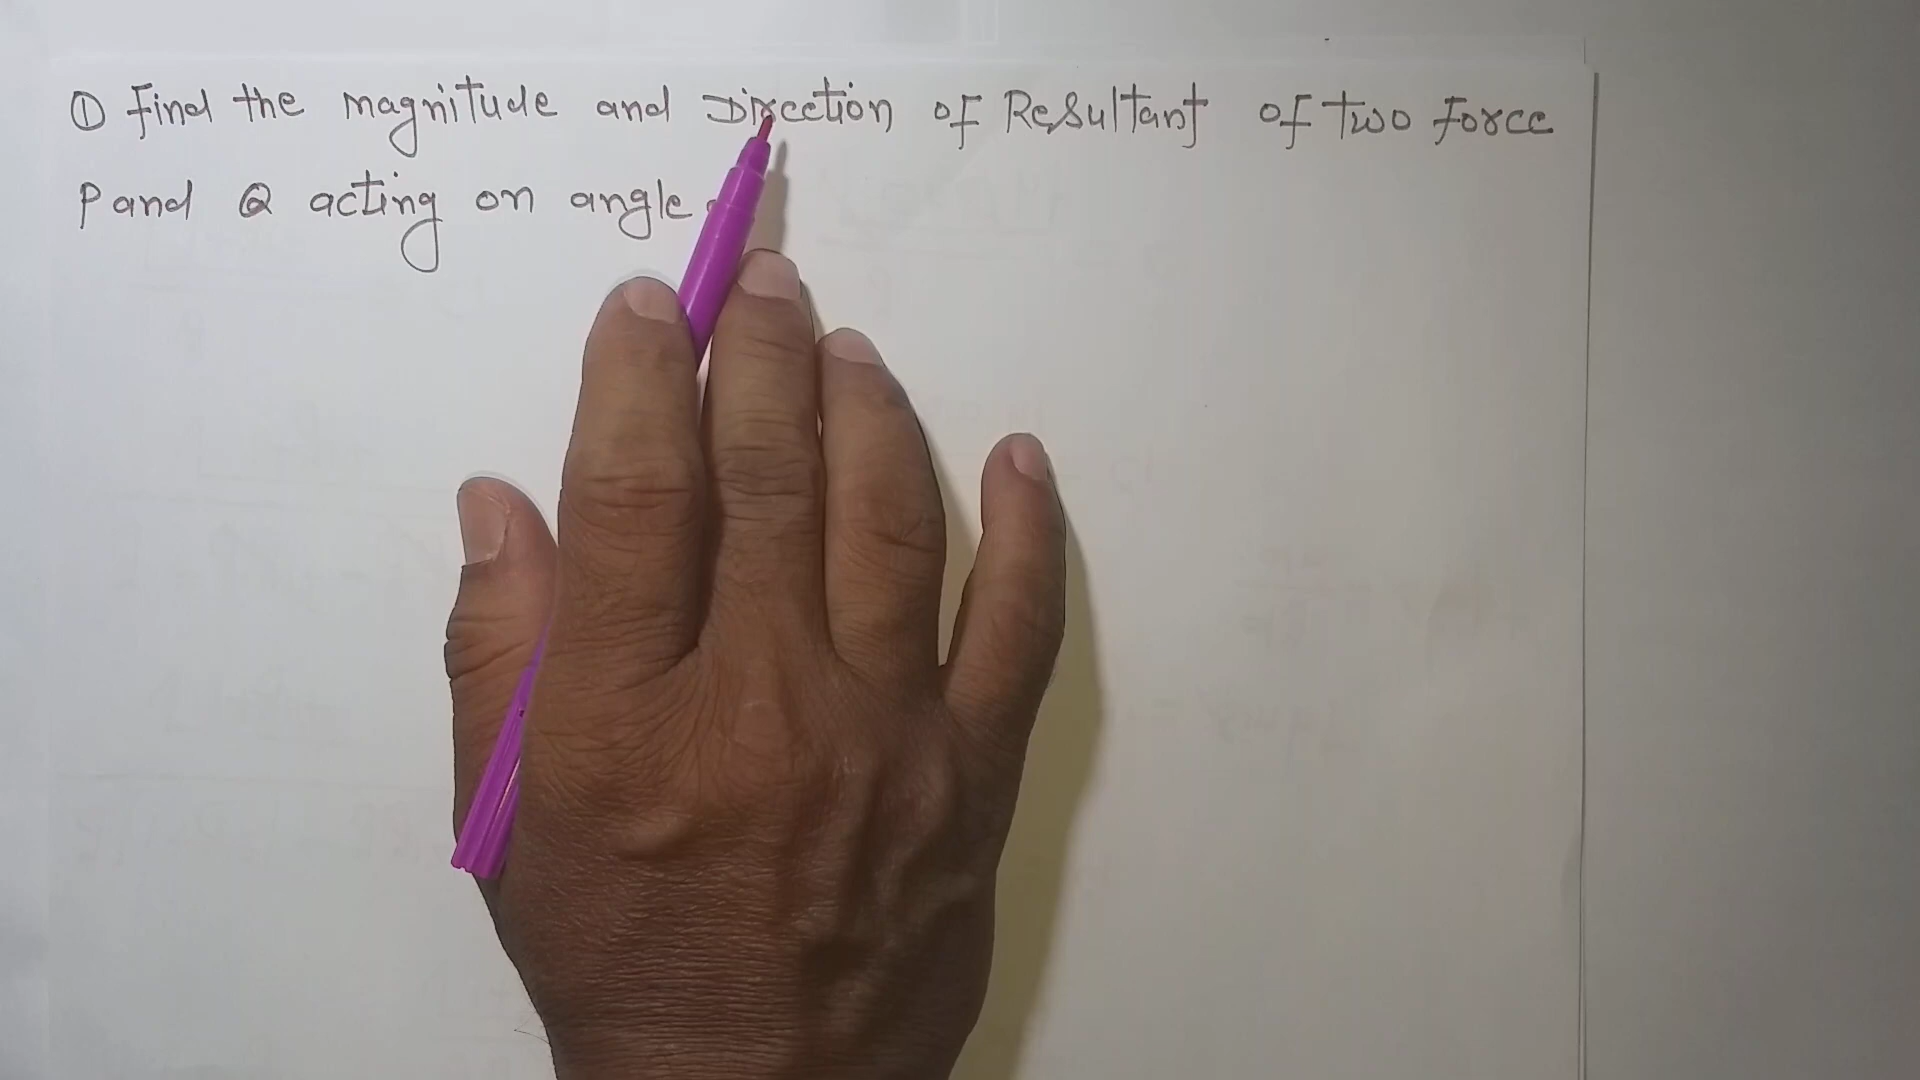 ① Find the magnitude and Direction of Resultant of two Force
P and Q acting on angle